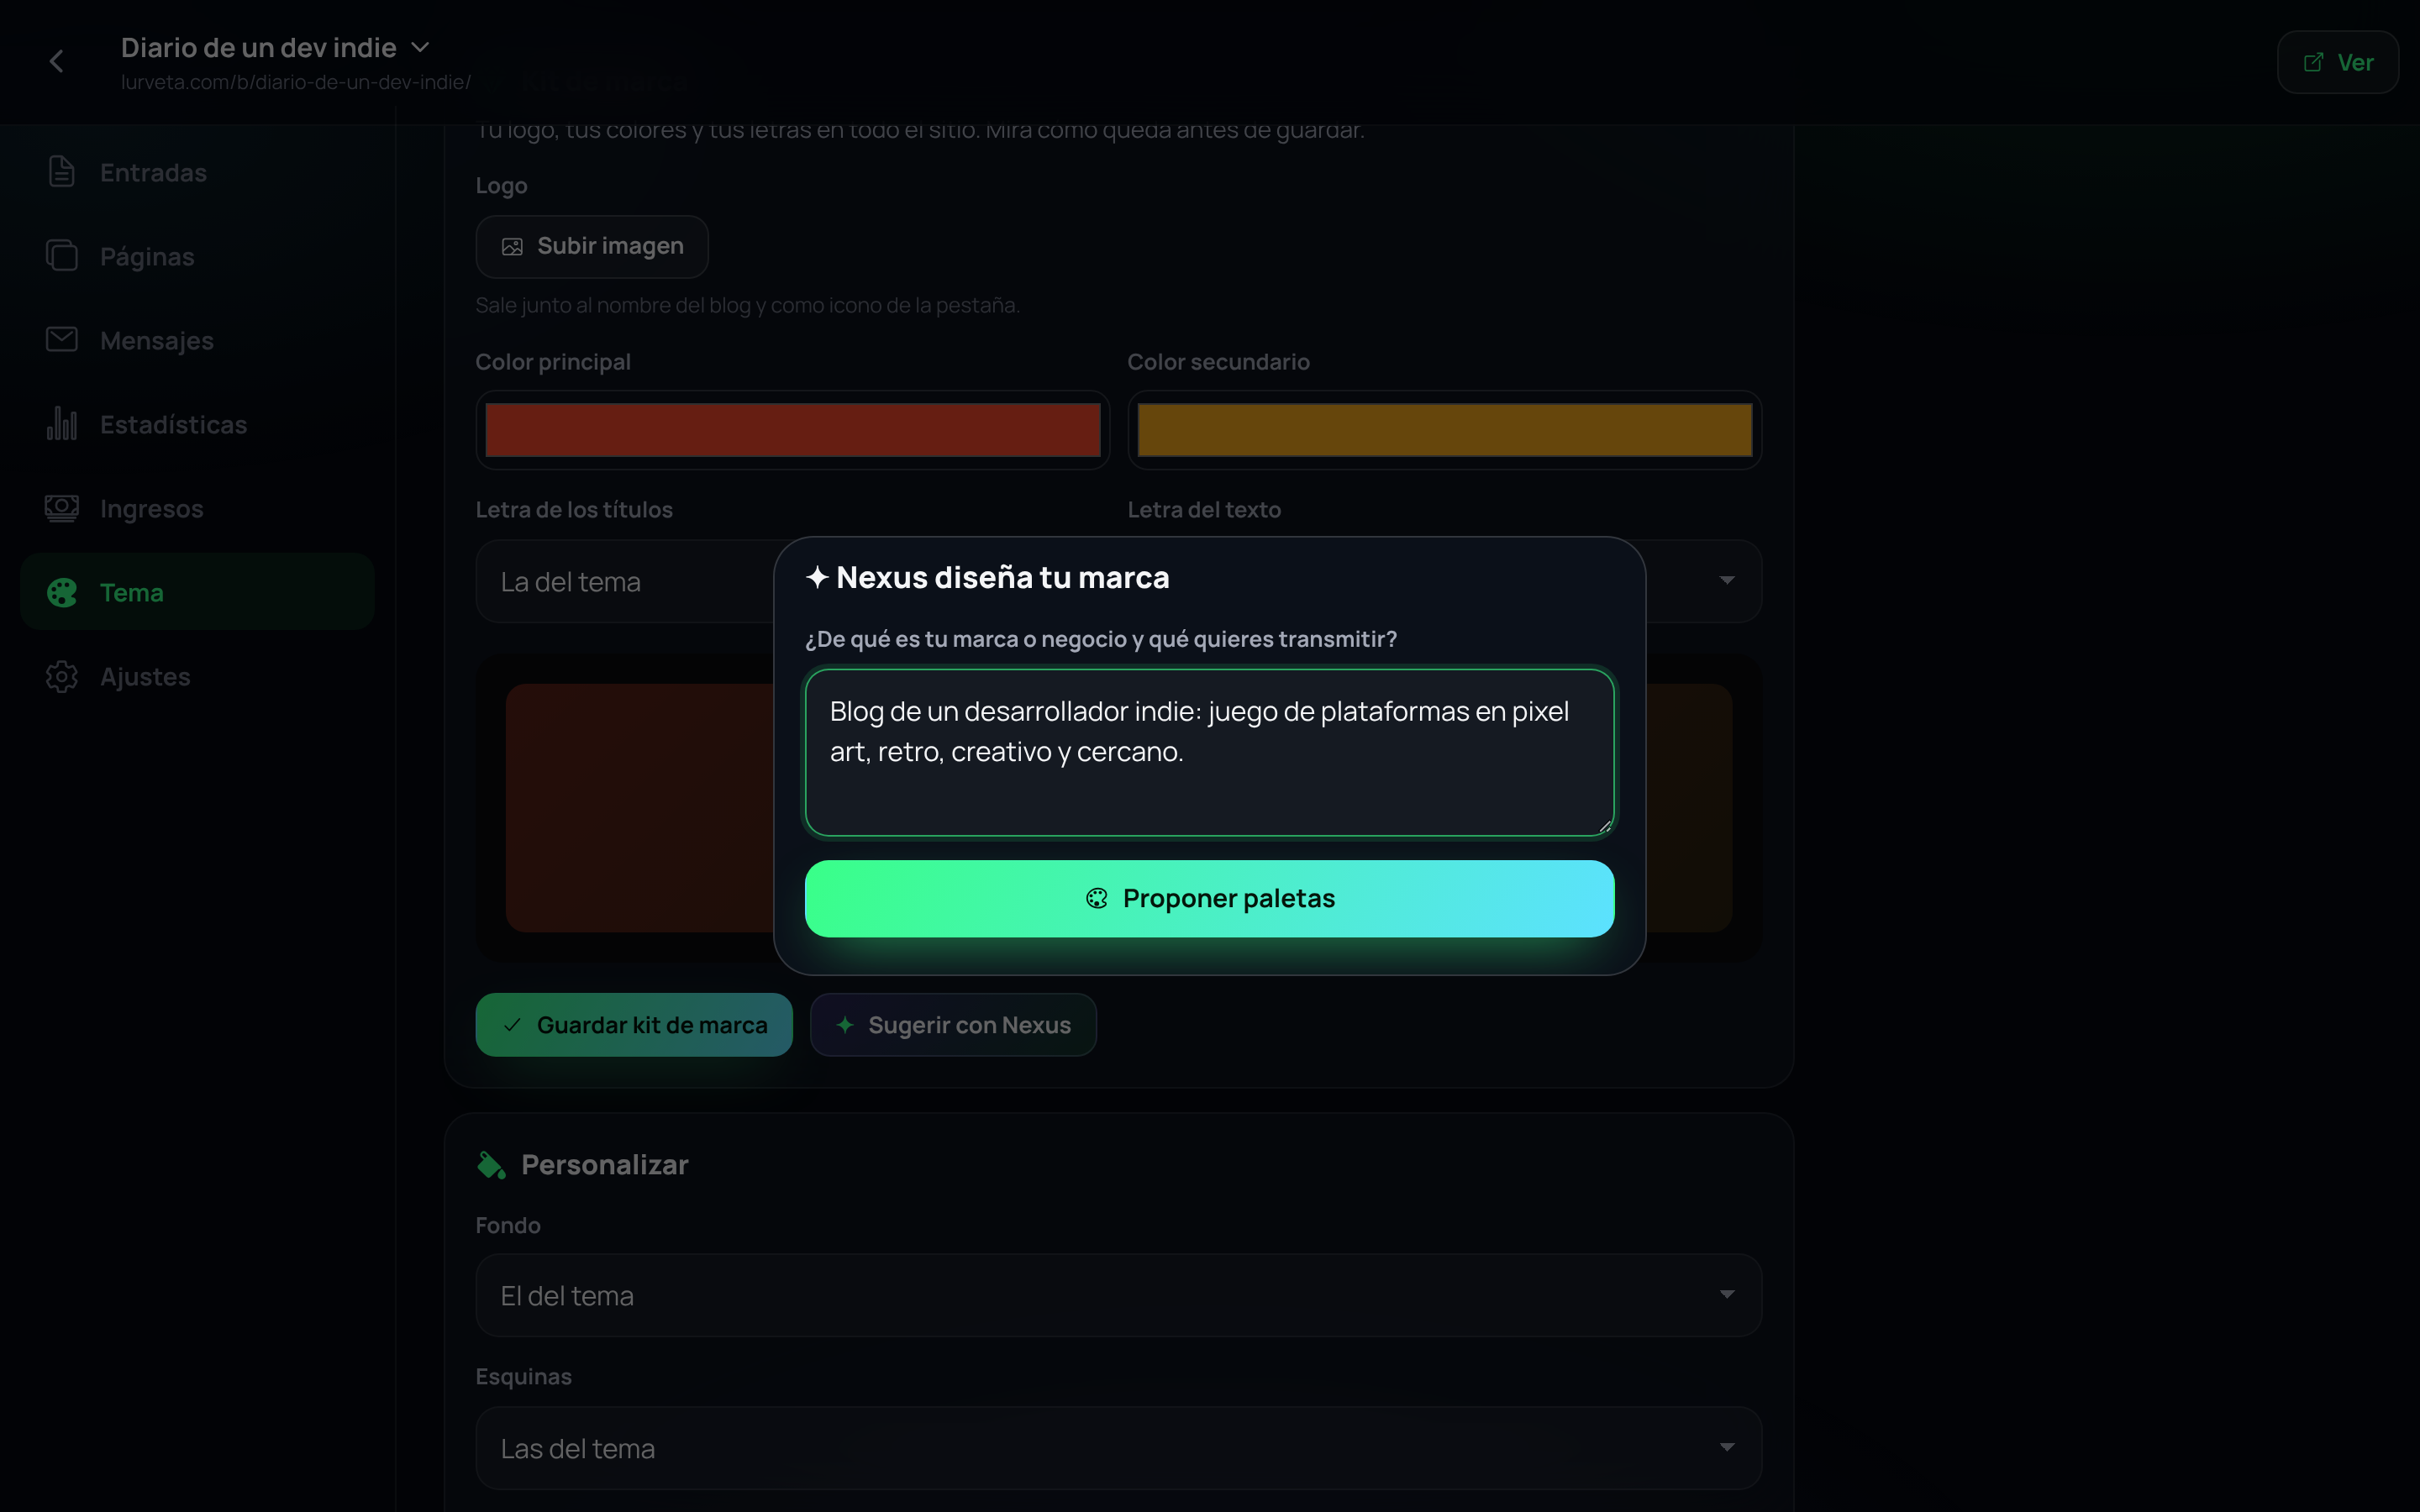 Diario de un dev indie
lurveta.com/b/diario-de-un-dev-indie/
Ver
Entradas
Páginas
Mensajes
Estadísticas
Ingresos
Tema
Ajustes
Kit de marca
Tu logo, tus colores y tus letras en todo el sitio. Mira cómo queda antes de guardar.
Logo
Subir imagen
Sale junto al nombre del blog y como icono de la pestaña.
Color principal
Color secundario
Letra de los títulos
Letra del texto
La del tema
Nexus diseña tu marca
¿De qué es tu marca o negocio y qué quieres transmitir?
Blog de un desarrollador indie: juego de plataformas en pixel
art, retro, creativo y cercano.
Proponer paletas
Guardar kit de marca
Sugerir con Nexus
Personalizar
Fondo
El del tema
Esquinas
Las del tema